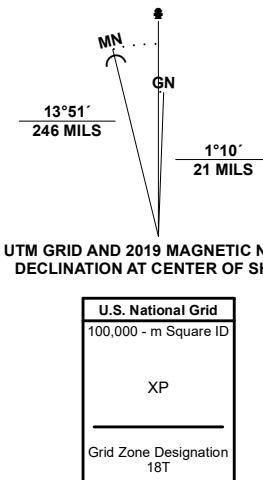 MN
GN
13°51´
246 MILS
1°10´
21 MILS
UTM GRID AND 2019 MAGNETIC N
DECLINATION AT CENTER OF SH
U.S. National Grid
100,000 - m Square ID
XP
Grid Zone Designation
18T